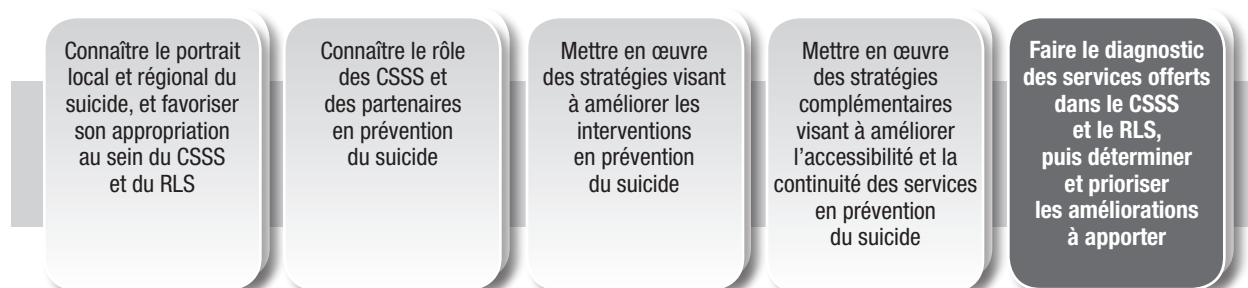 Connaître le portrait
local et régional du
suicide, et favoriser
son appropriation
au sein du CSSS
et du RLS
Connaître le rôle
des CSSS et
des partenaires
en prévention
du suicide
Mettre en œuvre
des stratégies visant
à améliorer les
interventions
en prévention
du suicide
Mettre en œuvre
des stratégies
complémentaires
visant à améliorer
l’accessibilité et la
continuité des services
en prévention
du suicide
Faire le diagnostic
des services offerts
dans le CSSS
et le RLS,
puis déterminer
et prioriser
les améliorations
à apporter